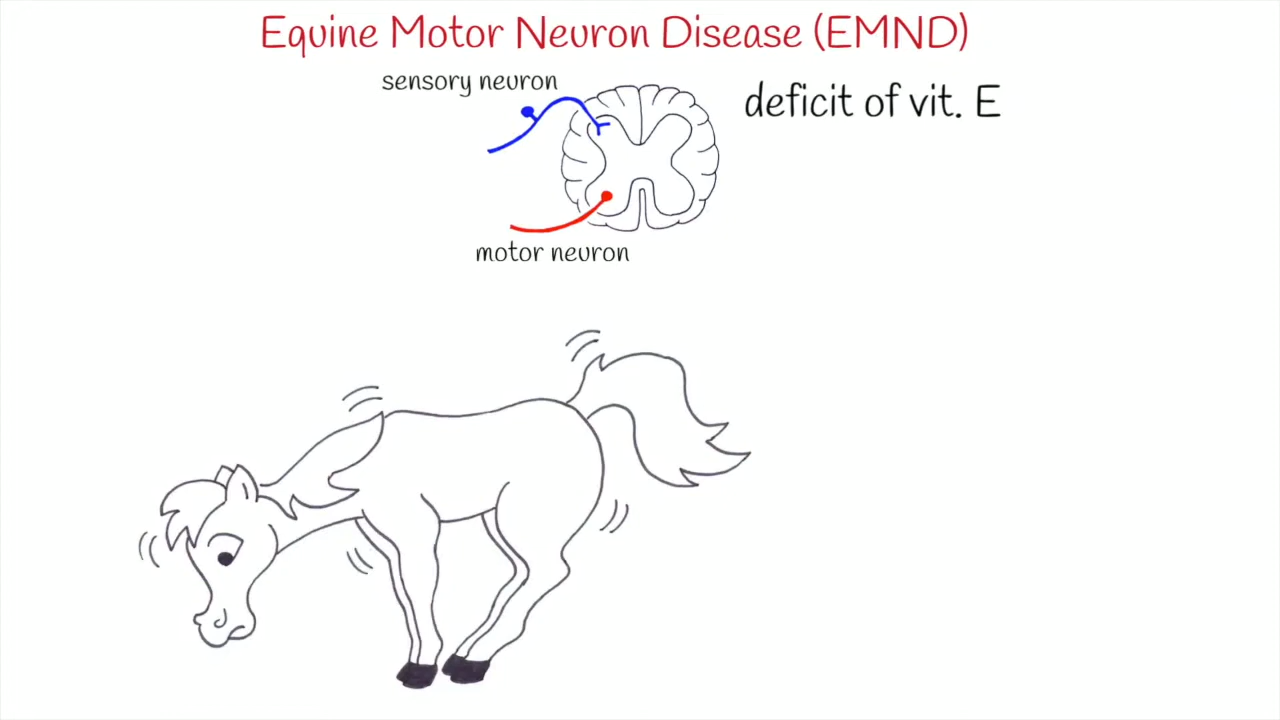 Equine Motor Neuron Disease (EMND)
sensory neuron
deficit of vit. E
motor neuron